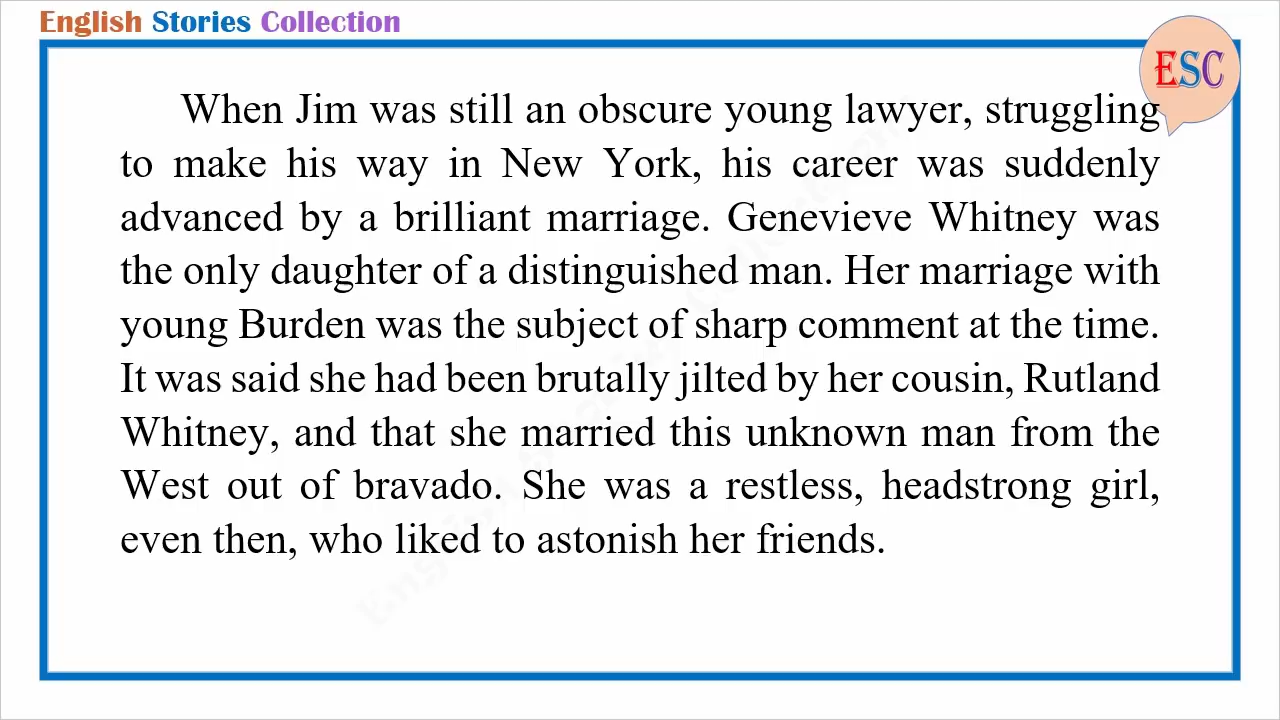 English Stories Collection
ESC
When Jim was still an obscure young lawyer, struggling
to make his way in New York, his career was suddenly
advanced by a brilliant marriage. Genevieve Whitney was
the only daughter of a distinguished man. Her marriage with
young Burden was the subject of sharp comment at the time.
It was said she had been brutally jilted by her cousin, Rutland
Whitney, and that she married this unknown man from the
West out of bravado. She was a restless, headstrong girl,
even then, who liked to astonish her friends.